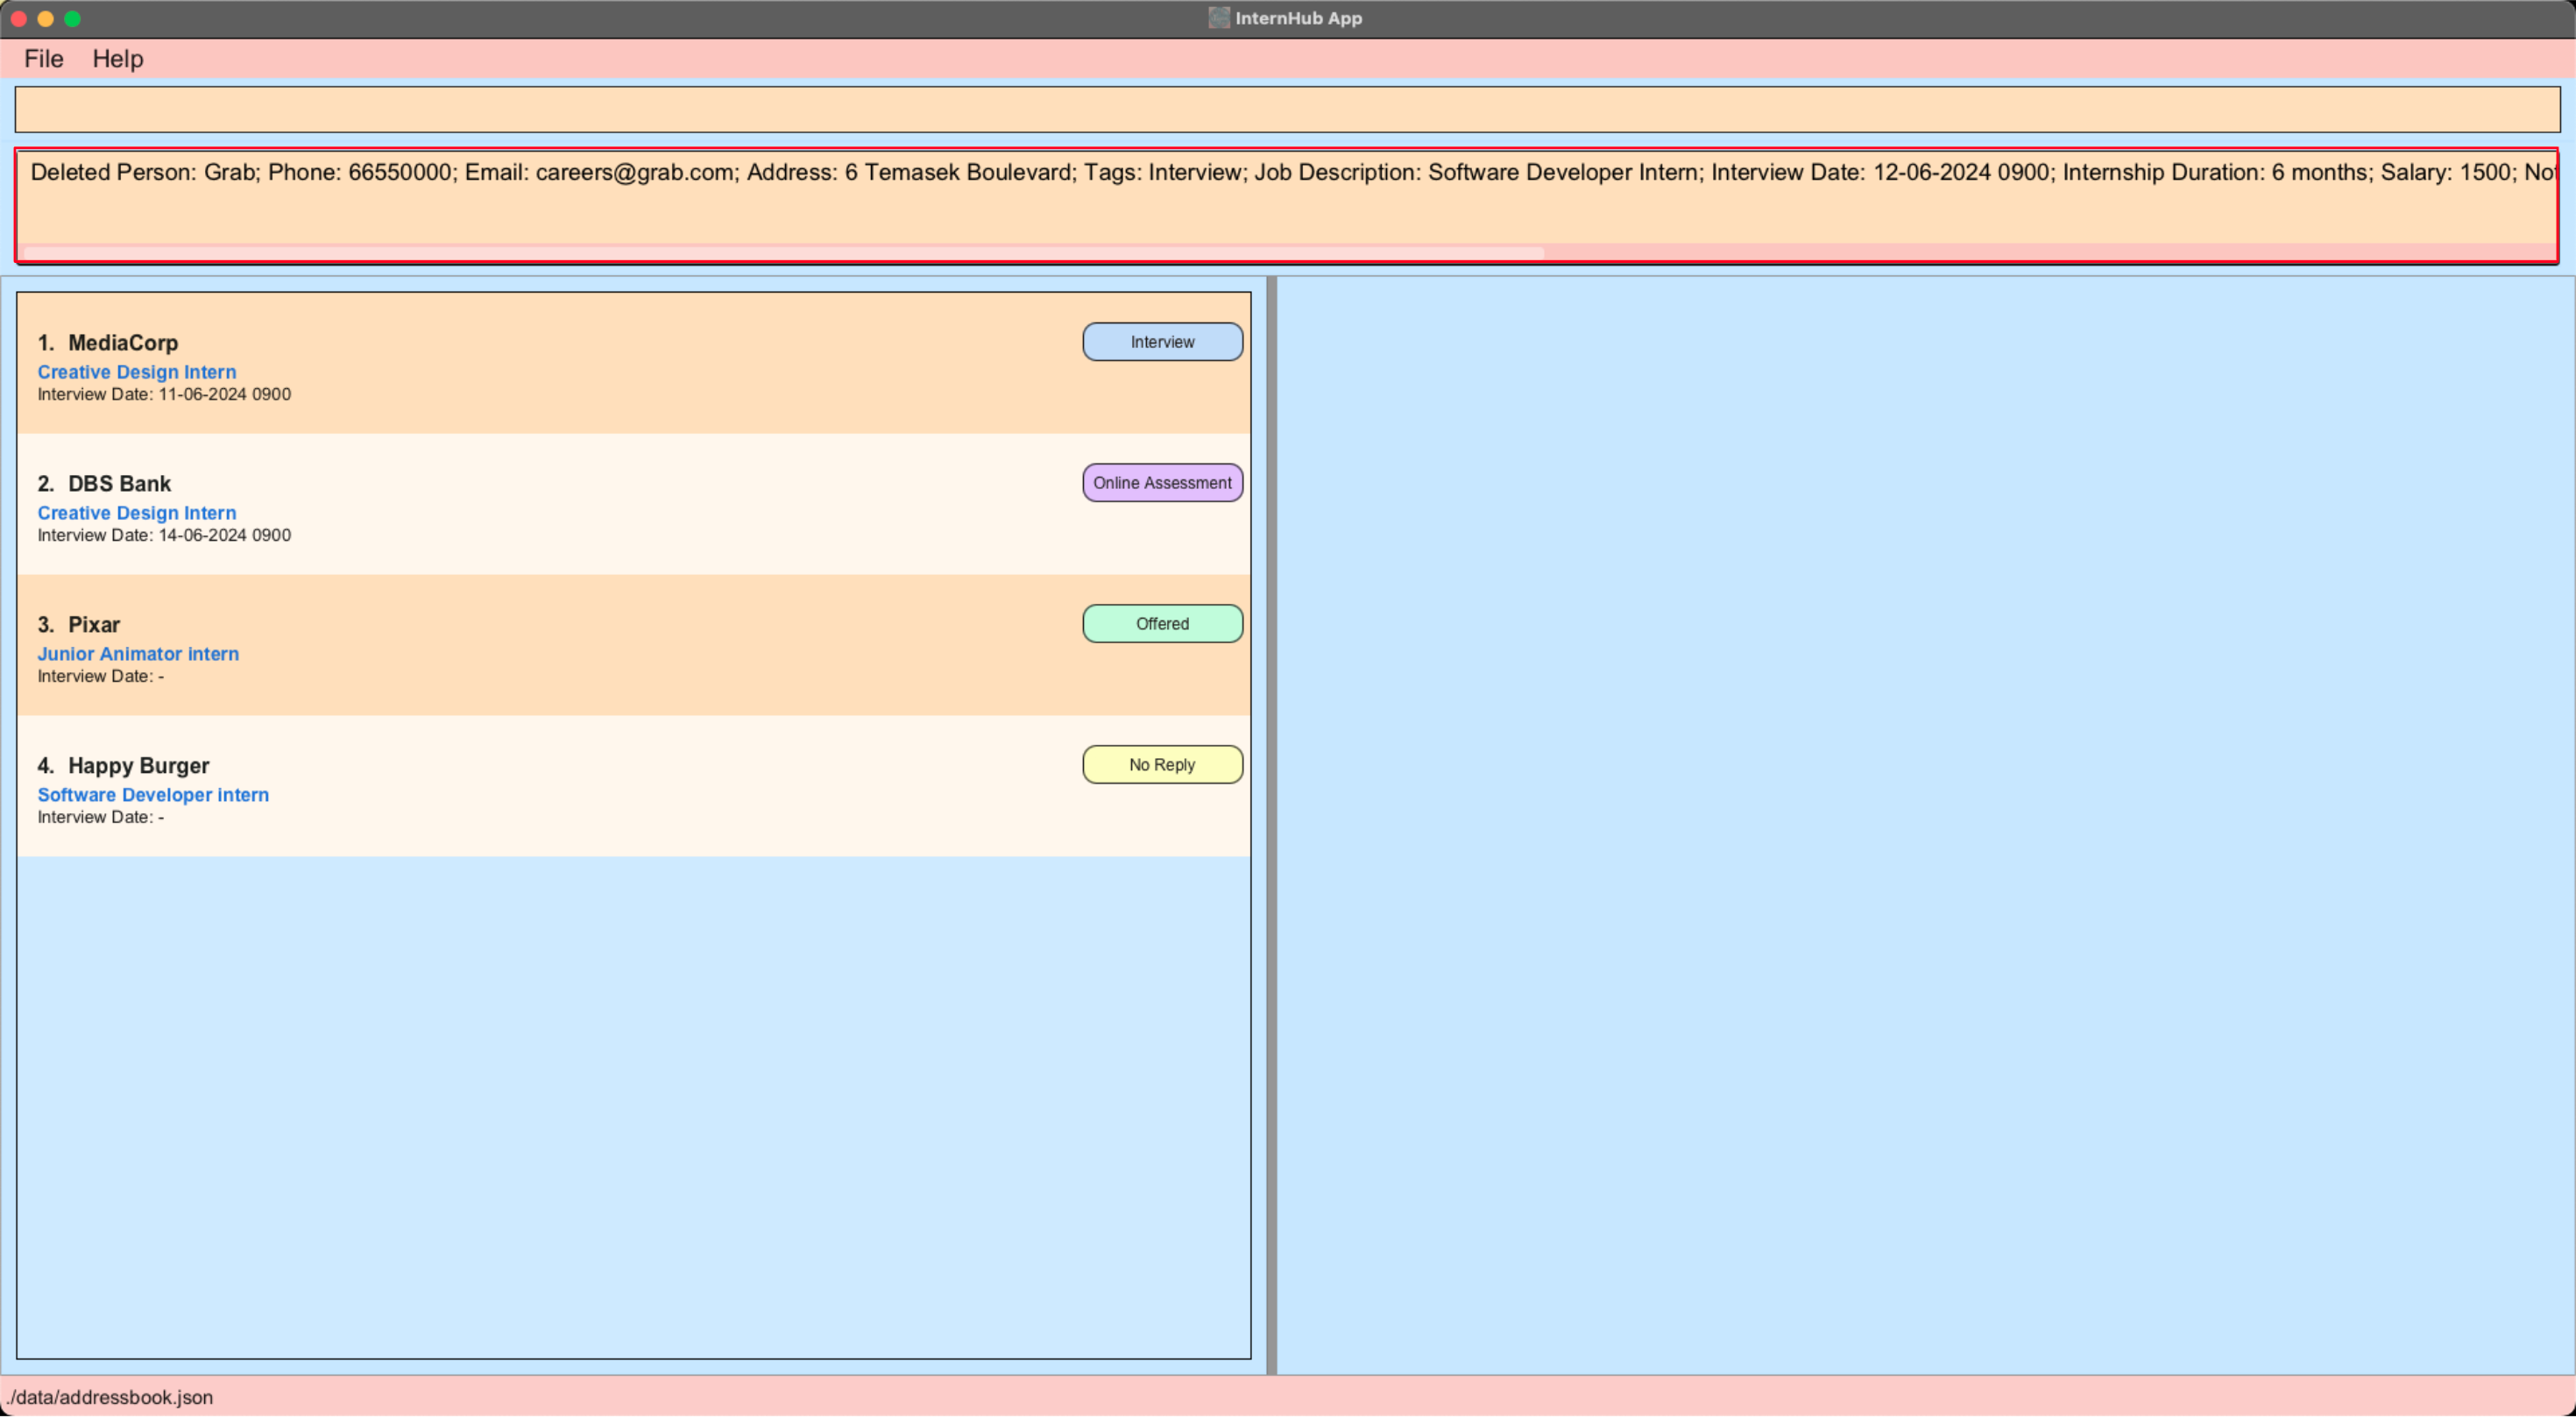 InternHub App
File Help
Deleted Person: Grab; Phone: 66550000; Email: careers@grab.com; Address: 6 Temasek Boulevard; Tags: Interview; Job Description: Software Developer Intern; Interview Date: 12-06-2024 0900; Internship Duration: 6 months; Salary: 1500;
1. MediaCorp
Interview
Creative Design Intern
Interview Date: 11-06-2024 0900
2. DBS Bank
Online Assessment
Creative Design Intern
Interview Date: 14-06-2024 0900
3. Pixar
Offered
Junior Animator intern
Interview Date: -
4. Happy Burger
No Reply
Software Developer intern
Interview Date: -
./data/addressbook.json